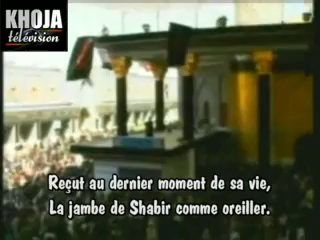 KHOJA
télévision
Reçut au dernier moment de sa vie,
La jambe de Shabir comme oreiller.